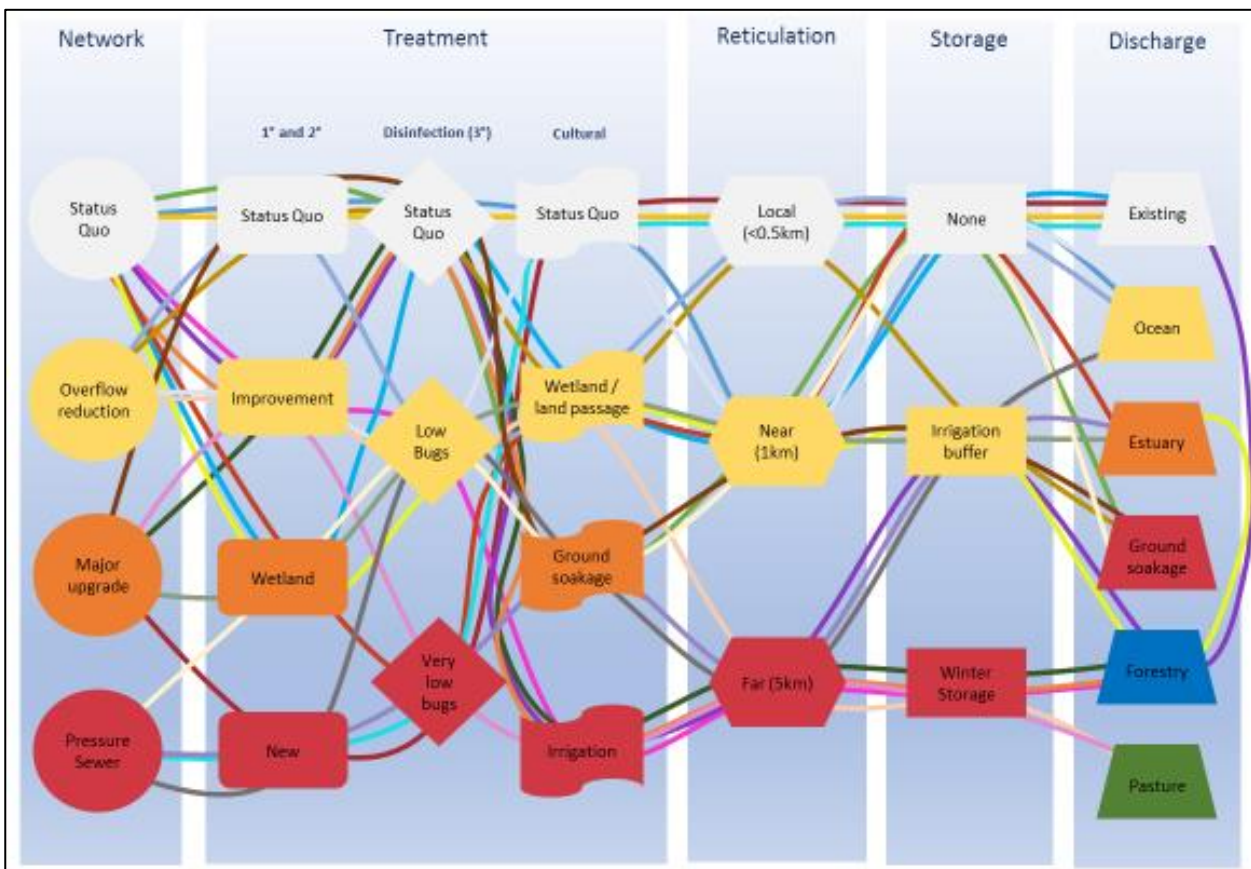 Network
Treatment
Reticulation
Storage
Discharge
1° and 2°
Disinfection (3°)
Cultural
Status
Quo
Status Quo
Status
Quo
Status Quo
Local
(<0.5km)
None
Existing
Overflow
reduction
Improvement
Low
Bugs
Wetland /
land passage
Near
(1km)
Irrigation
buffer
Ocean
Estuary
Major
upgrade
Wetland
Very
low
bugs
Ground
soakage
Far (5km)
Winter
Storage
Ground
soakage
Forestry
Pressure
Sewer
New
Irrigation
Pasture